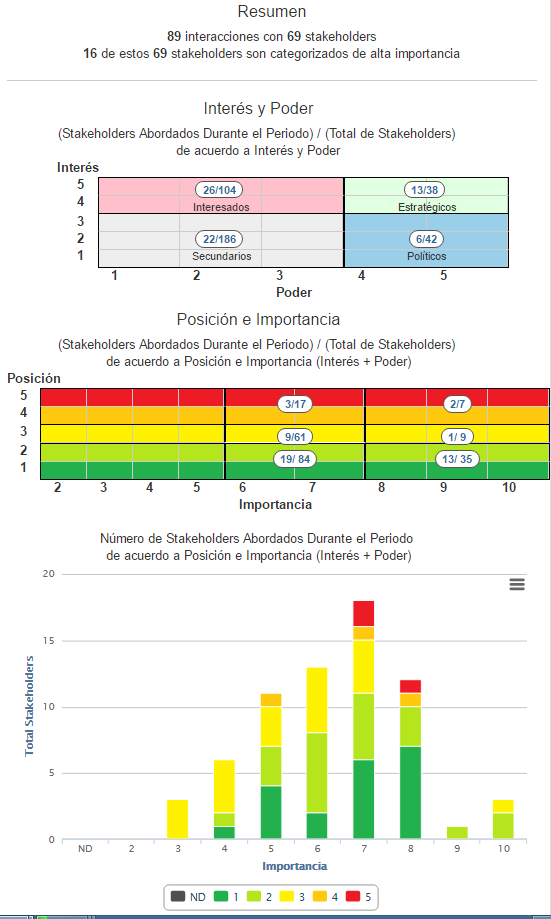 Resumen
89 interacciones con 69 stakeholders
16 de estos 69 stakeholders son categorizados de alta importancia
Interés y Poder
(Stakeholders Abordados Durante el Periodo) / (Total de Stakeholders)
de acuerdo a Interés y Poder
Interés
5
26/104
13/38
4
Interesados
Estratégicos
3
2
22/186
6/42
1
Secundarios
Políticos
1 2 3 4 5
Poder
Posición e Importancia
(Stakeholders Abordados Durante el Periodo) / (Total de Stakeholders)
de acuerdo a Posición e Importancia (Interés + Poder)
Posición
5
3/17
2/7
4
3
9/61
1/ 9
2
19/ 84
13/ 35
1
2 3 4 5 6 7 8 9 10
Importancia
Número de Stakeholders Abordados Durante el Periodo
de acuerdo a Posición e Importancia (Interés + Poder)
20
15
10
5
0
Total Stakeholders
ND 2 3 4 5 6 7 8 9 10
Importancia
ND 1 2 3 4 5